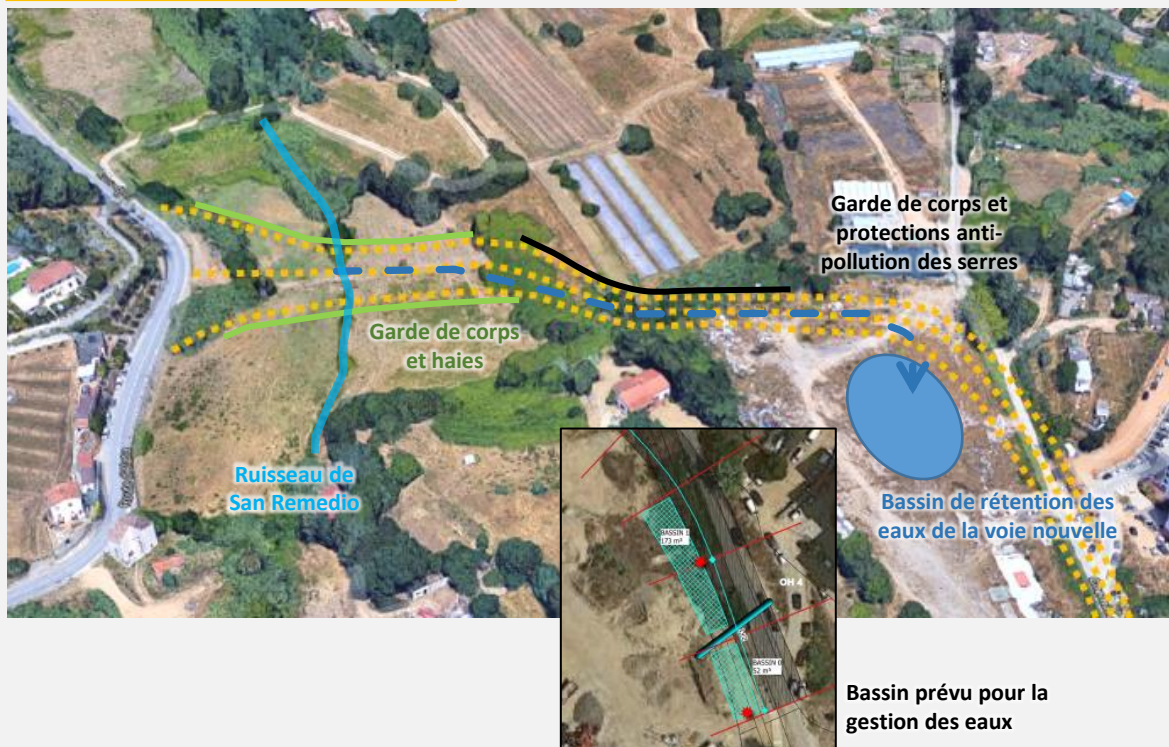 Garde de corps et
protections anti-
pollution des serres
Garde de corps
et haies
Ruisseau de
San Remedio
Bassin de rétention des
eaux de la voie nouvelle
BASSIN 1
173 m³
OH 4
BASSIN 0
52 m³
Bassin prévu pour la
gestion des eaux